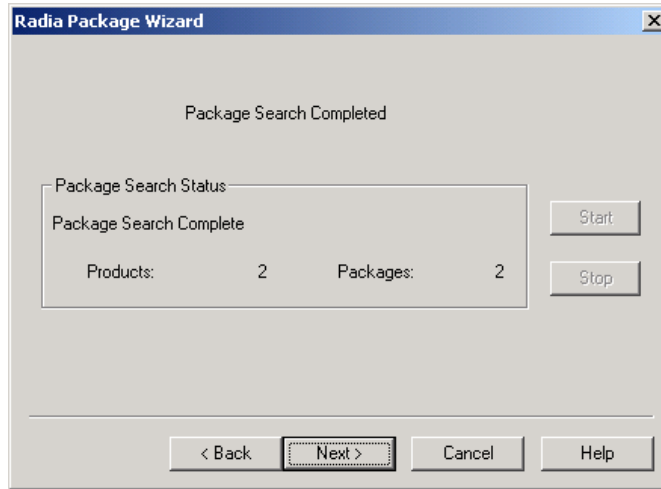 Radia Package Wizard
Package Search Completed
Package Search Status
Package Search Complete
Start
Products: 2 Packages: 2
Stop
< Back Next > Cancel Help